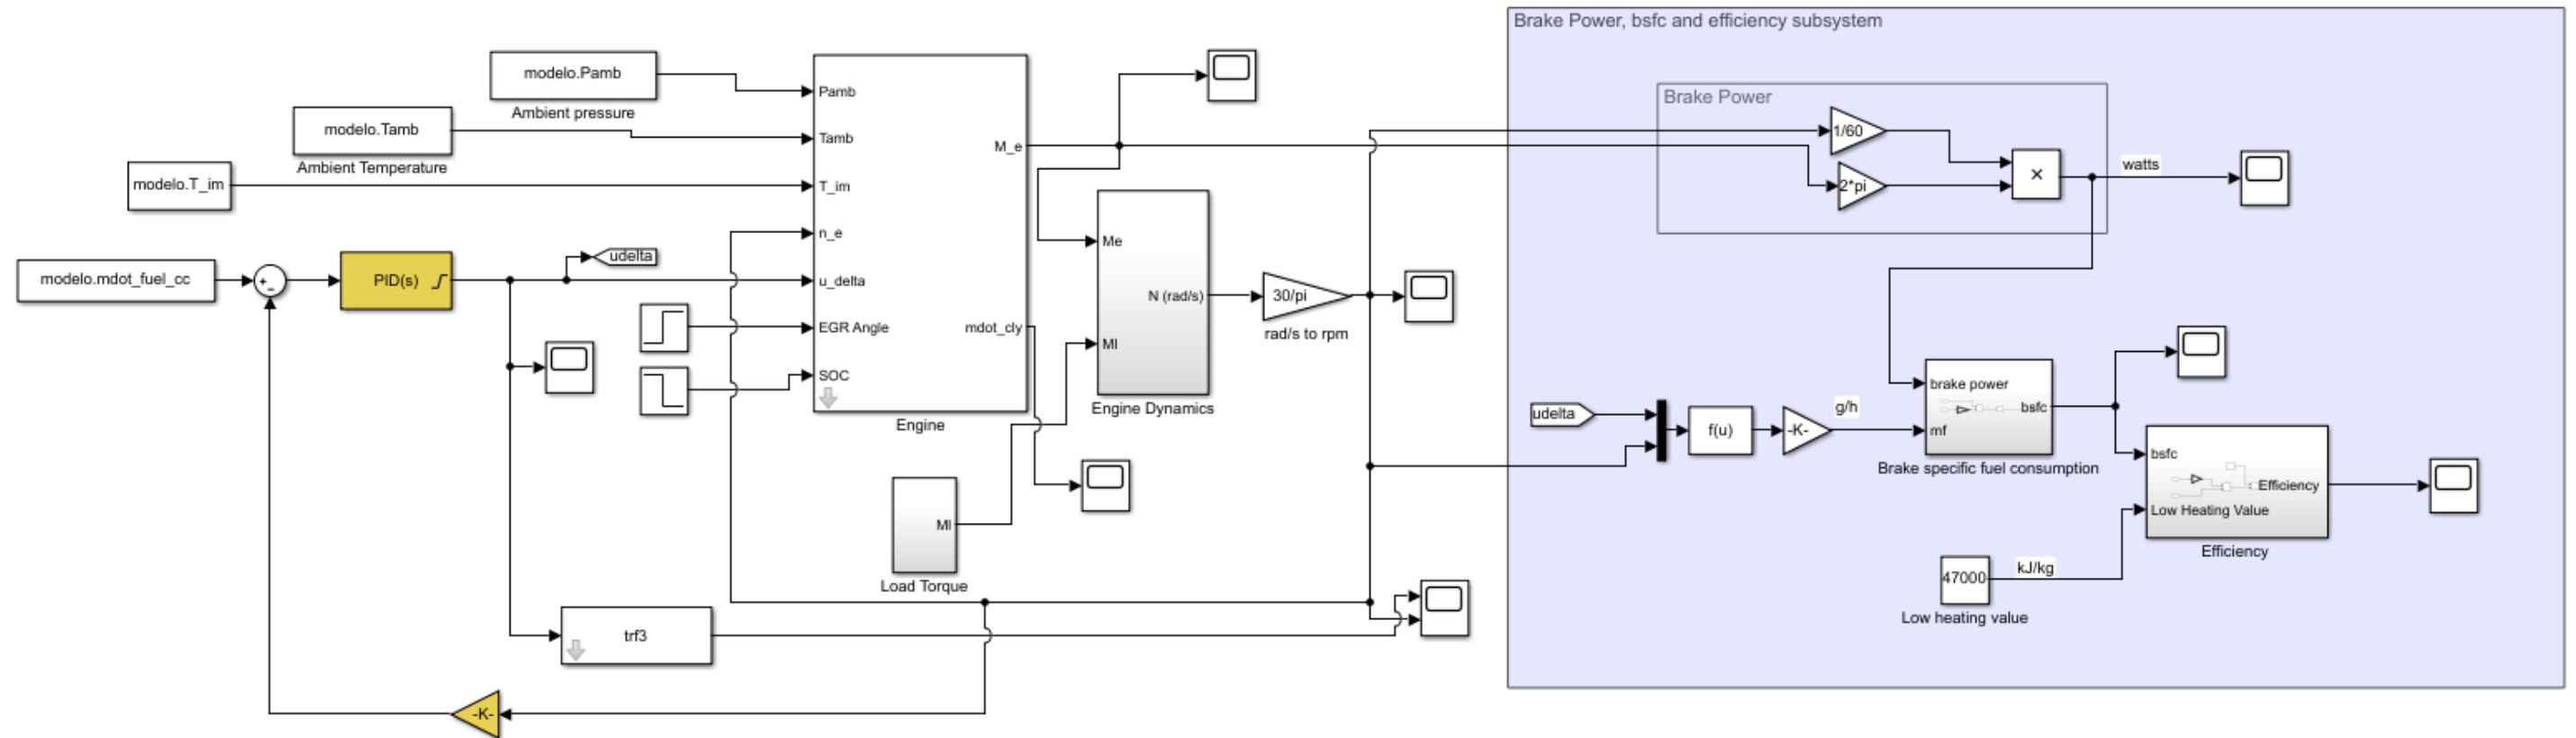 Brake Power, bsfc and efficiency subsystem
modelo.Pamb
Ambient pressure
modelo.Tamb
Ambient Temperature
modelo.T_im
modelo.mdot_fuel_cc
+
-
PID(s)
udelta
Pamb
Tamb
T_im
n_e
u_delta
EGR Angle
SOC
M_e
mdot_cly
Engine
Me
Ml
N (rad/s)
Engine Dynamics
30/pi
rad/s to rpm
Ml
Load Torque
trf3
-K-
Brake Power
1/60
2*pi
×
watts
udelta
f(u)
-K-
g/h
brake power
mf
bsfc
Brake specific fuel consumption
bsfc
Low Heating Value
Efficiency
Efficiency
47000
kJ/kg
Low heating value